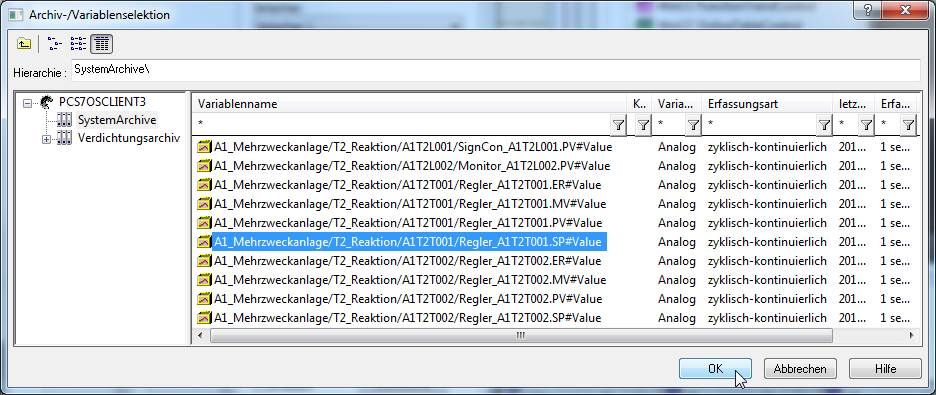 Archiv-/Variablenselektion
Hierarchie : SystemArchive\
PCS7OSCLIENT3
SystemArchive
Verdichtungsarchiv
Variablenname K... Varia... Erfassungsart letz... Erfa...
* * * * *
A1_Mehrzweckanlage/T2_Reaktion/A1T2L001/SignCon_A1T2L001.PV#Value Analog zyklisch-kontinuierlich 201... 1 se...
A1_Mehrzweckanlage/T2_Reaktion/A1T2L002/Monitor_A1T2L002.PV#Value Analog zyklisch-kontinuierlich 201... 1 se...
A1_Mehrzweckanlage/T2_Reaktion/A1T2T001/Regler_A1T2T001.ER#Value Analog zyklisch-kontinuierlich 201... 1 se...
A1_Mehrzweckanlage/T2_Reaktion/A1T2T001/Regler_A1T2T001.MV#Value Analog zyklisch-kontinuierlich 201... 1 se...
A1_Mehrzweckanlage/T2_Reaktion/A1T2T001/Regler_A1T2T001.PV#Value Analog zyklisch-kontinuierlich 201... 1 se...
A1_Mehrzweckanlage/T2_Reaktion/A1T2T001/Regler_A1T2T001.SP#Value Analog zyklisch-kontinuierlich 201... 1 se...
A1_Mehrzweckanlage/T2_Reaktion/A1T2T002/Regler_A1T2T002.ER#Value Analog zyklisch-kontinuierlich 201... 1 se...
A1_Mehrzweckanlage/T2_Reaktion/A1T2T002/Regler_A1T2T002.MV#Value Analog zyklisch-kontinuierlich 201... 1 se...
A1_Mehrzweckanlage/T2_Reaktion/A1T2T002/Regler_A1T2T002.PV#Value Analog zyklisch-kontinuierlich 201... 1 se...
A1_Mehrzweckanlage/T2_Reaktion/A1T2T002/Regler_A1T2T002.SP#Value Analog zyklisch-kontinuierlich 201... 1 se...
OK Abbrechen Hilfe